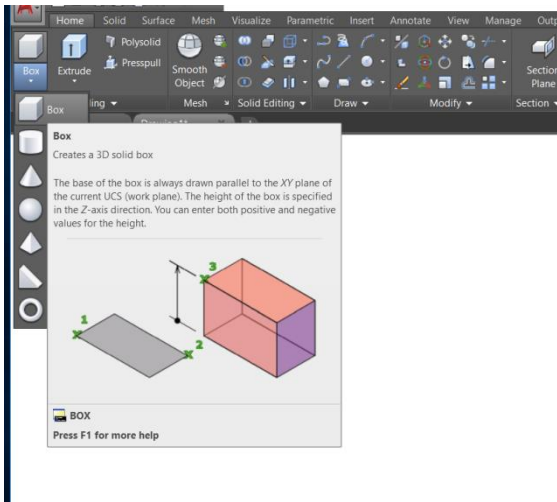 Home Solid Surface Mesh Visualize Parametric Insert Annotate View Manage Outp
Box
Extrude
Polysolid
Presspull
Smooth
Object
Section
Plane
ing Mesh Solid Editing Draw Modify Section
Box
Box
Creates a 3D solid box
The base of the box is always drawn parallel to the XY plane of
the current UCS (work plane). The height of the box is specified
in the Z-axis direction. You can enter both positive and negative
values for the height.
1
2
3
BOX
Press F1 for more help